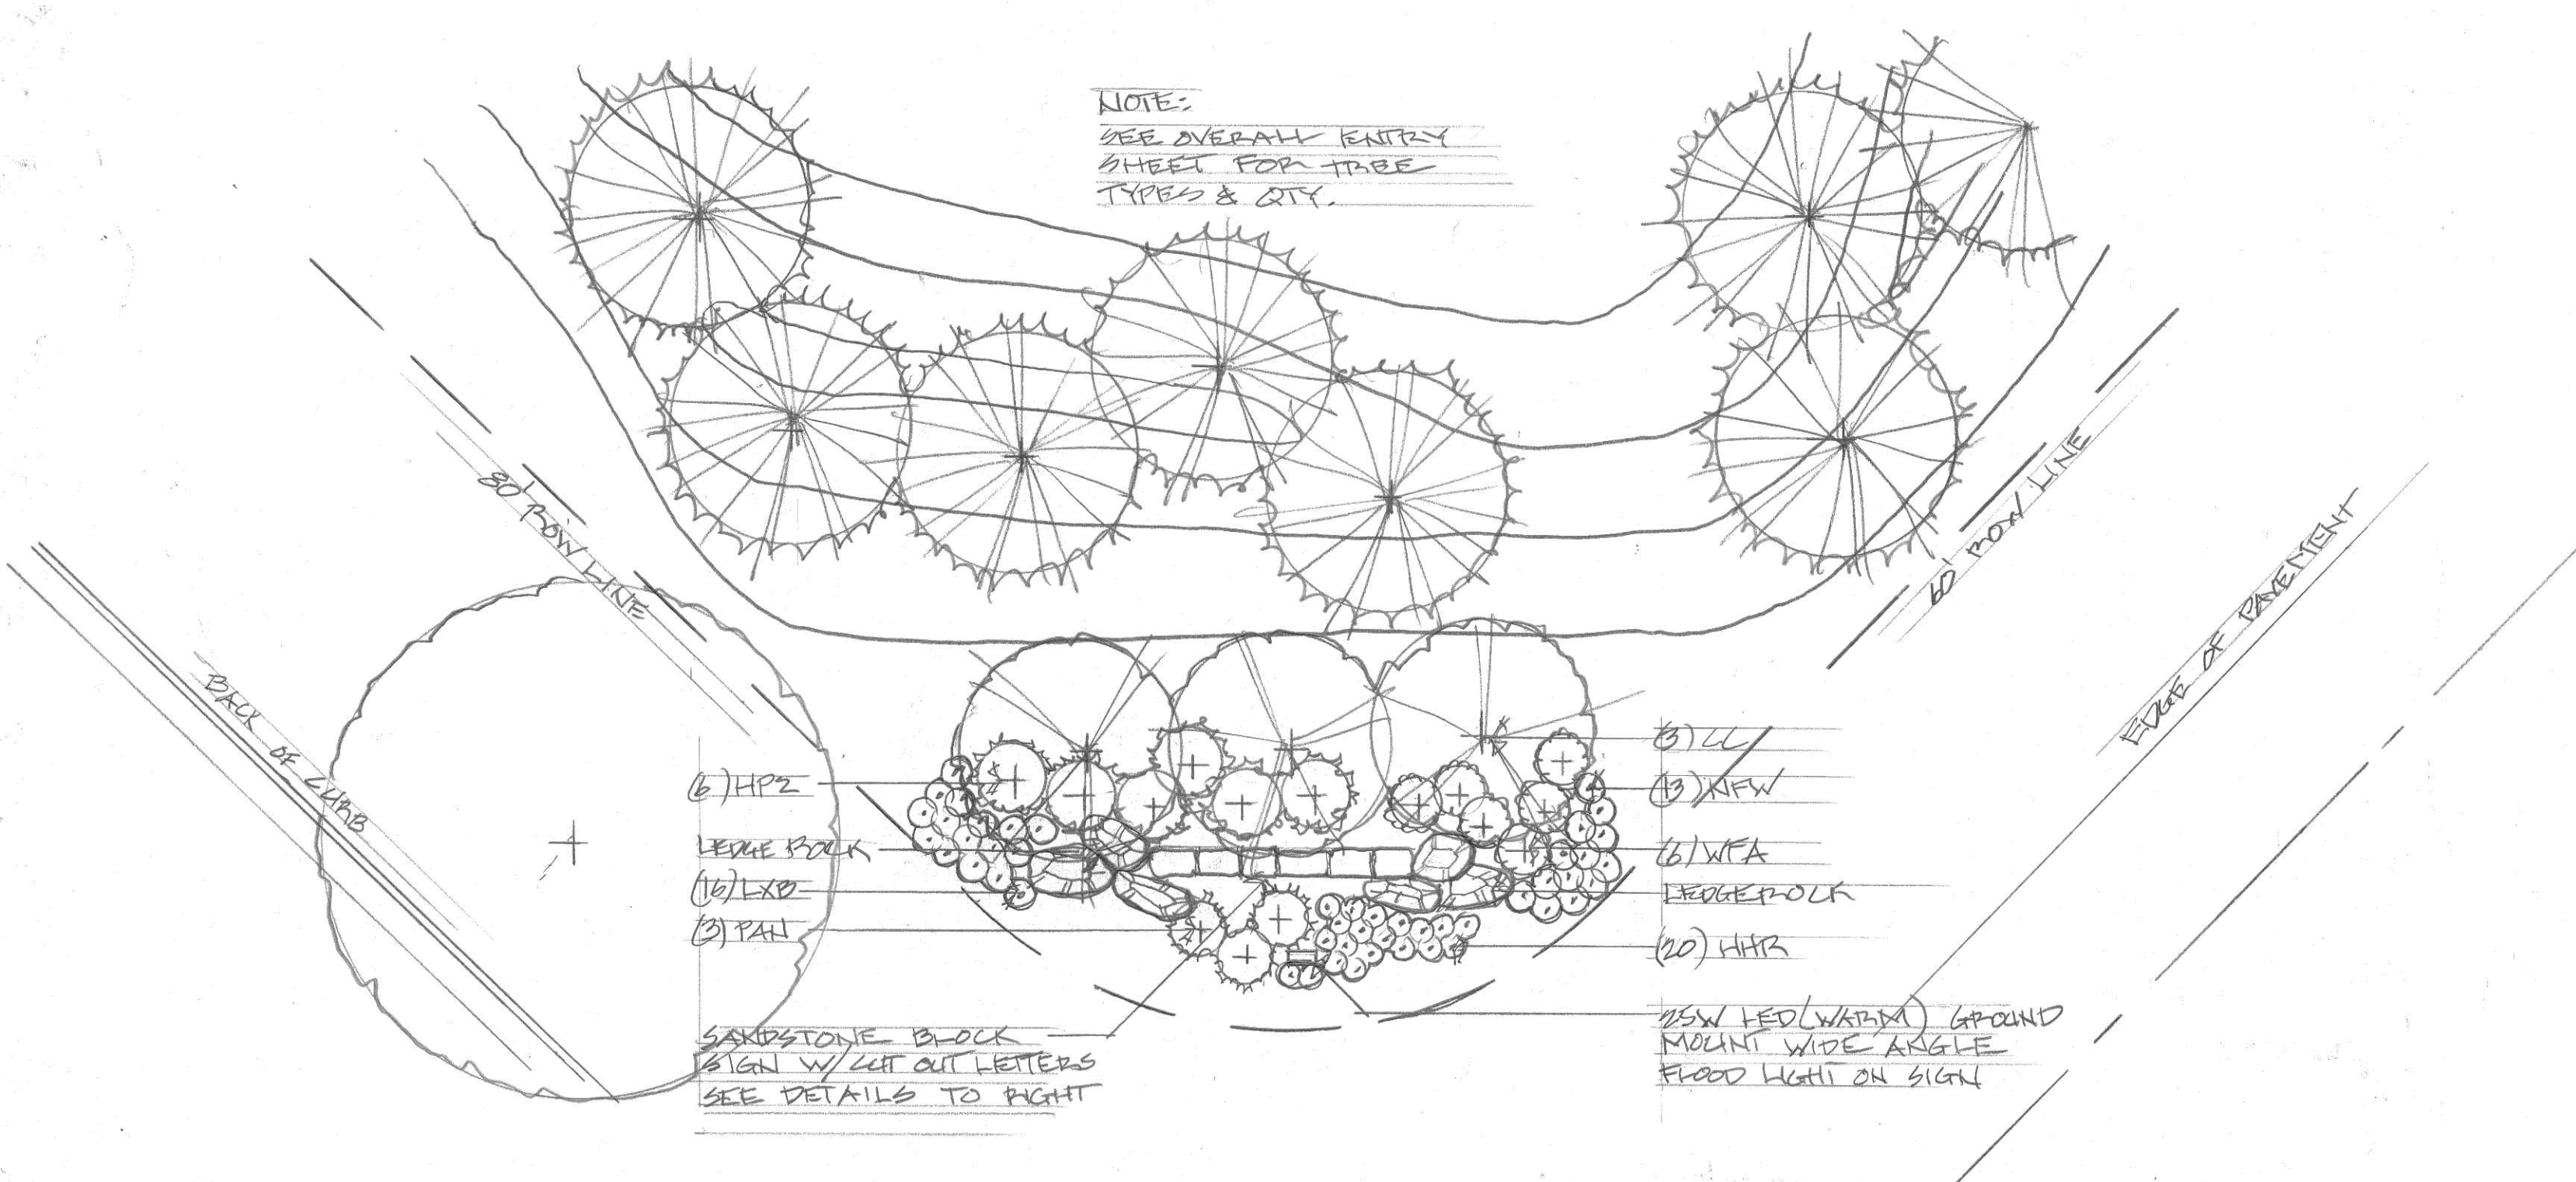 NOTE:
SEE OVERALL ENTRY
SHEET FOR TREE
TYPES & QTY.
80' ROW LINE
60' ROW LINE
BACK OF CURB
EDGE OF PAVEMENT
(6) HP2
LEDGE ROCK
(16) LXB
(3) PAN
SANDSTONE BLOCK
SIGN W/ CUT OUT LETTERS
SEE DETAILS TO RIGHT
(3) LL
(13) NFW
(6) WFA
LEDGEROCK
(20) HHR
25W LED (WARM) GROUND
MOUNT WIDE ANGLE
FLOOD LIGHT ON SIGN